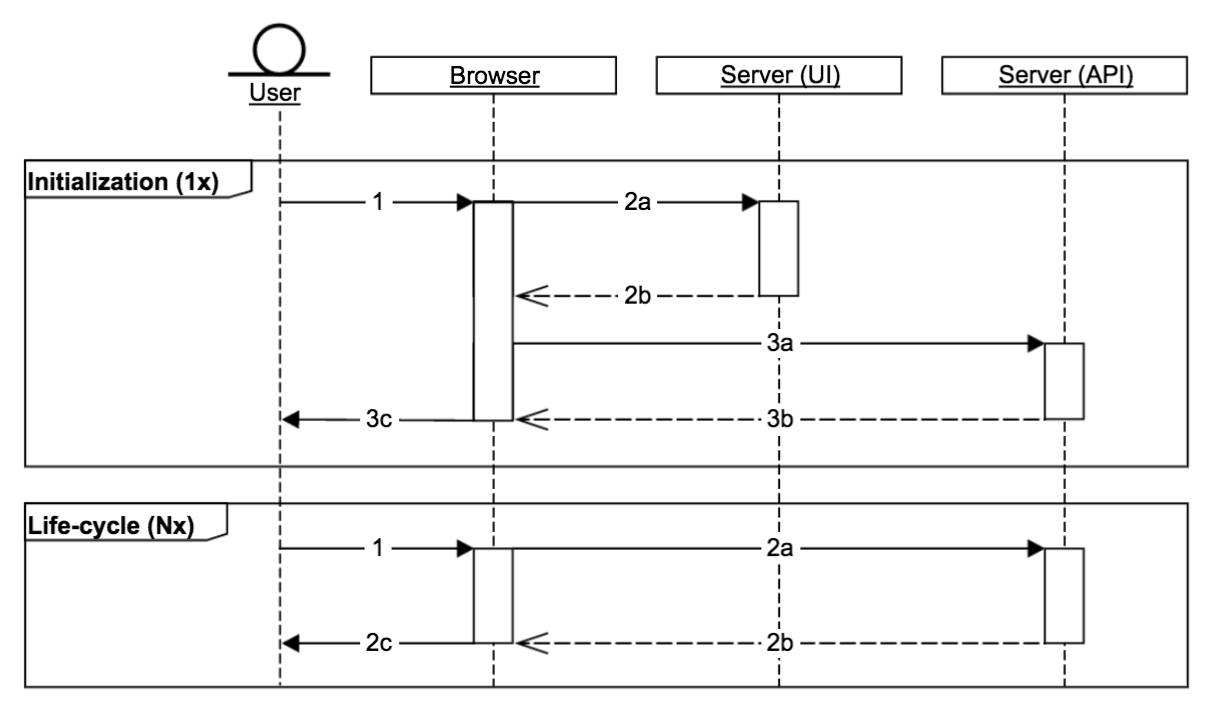 User
Browser
Server (UI)
Server (API)
Initialization (1x)
1
2a
2b
3a
3c
3b
Life-cycle (Nx)
1
2a
2c
2b